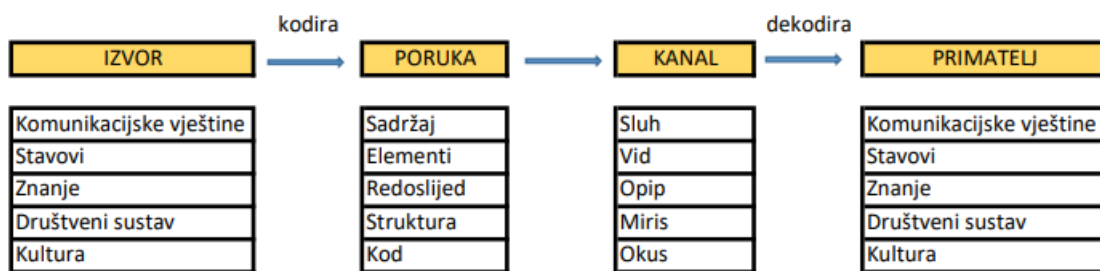 kodira
dekodira
IZVOR
PORUKA
KANAL
PRIMATELJ
Komunikacijske vještine
Sadržaj
Sluh
Komunikacijske vještine
Stavovi
Elementi
Vid
Stavovi
Znanje
Redoslijed
Opip
Znanje
Društveni sustav
Struktura
Miris
Društveni sustav
Kultura
Kod
Okus
Kultura